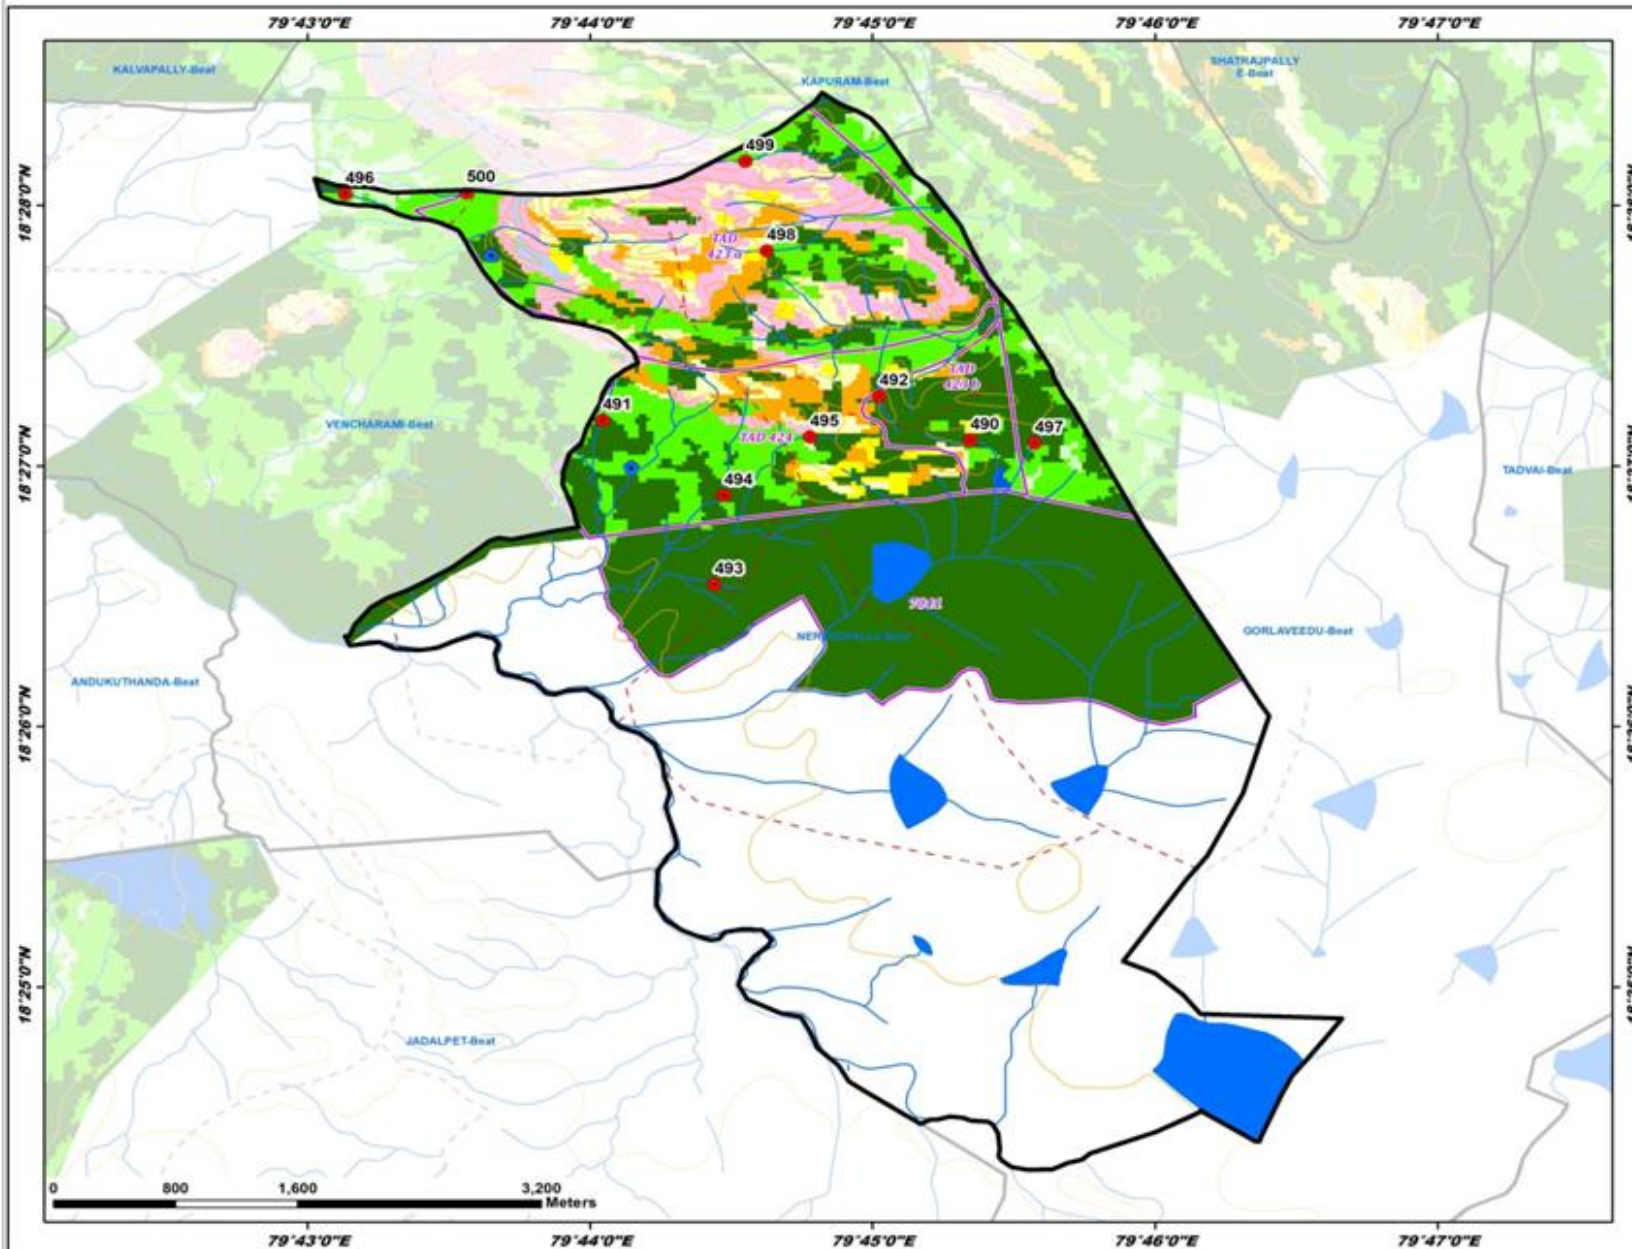 79°43'0"E 79°44'0"E 79°45'0"E 79°46'0"E 79°47'0"E
KALVAPALLY-Beat
KAPURAM-Beat
SHATRAJPALLY
E-Beat
499
496
500
18°28'0"N
498
TAD
423 a
492
TAD
423 b
491
495
490
497
VENCHARAMI-Beat
TAD 424
18°27'0"N
494
TADVAI-Beat
493
GORLAVEEDU-Beat
ANDUKUTHANDA-Beat
18°26'0"N
18°25'0"N
JADALPET-Beat
0 800 1,600 3,200
Meters
79°43'0"E 79°44'0"E 79°45'0"E 79°46'0"E 79°47'0"E